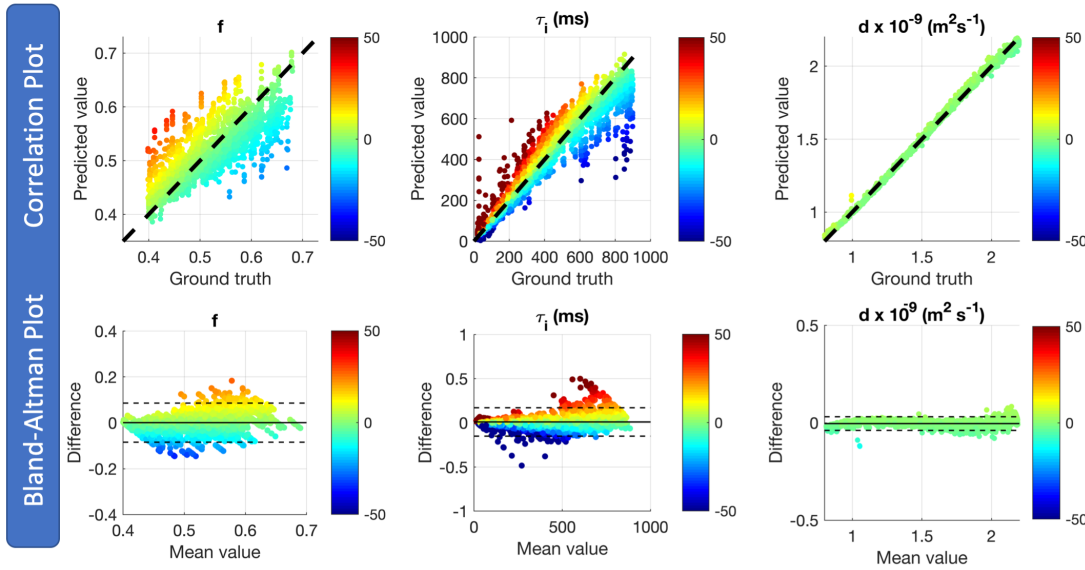 Correlation Plot
f
Predicted value
0.7
0.6
0.5
0.4
0.4 0.5 0.6 0.7
Ground truth
50
0
-50
τi (ms)
Predicted value
1000
800
600
400
200
0
0 200 400 600 800 1000
Ground truth
50
0
-50
d x 10-9 (m2s-1)
Predicted value
2
1.5
1
1 1.5 2
Ground truth
50
0
-50
Bland-Altman Plot
f
Difference
0.4
0.2
0
-0.2
-0.4
0.4 0.5 0.6 0.7
Mean value
50
0
-50
τi (ms)
Difference
1
0.5
0
-0.5
-1
0 500 1000
Mean value
50
0
-50
d x 10-9 (m2 s-1)
Difference
0.5
0
-0.5
1 1.5 2
Mean value
50
0
-50